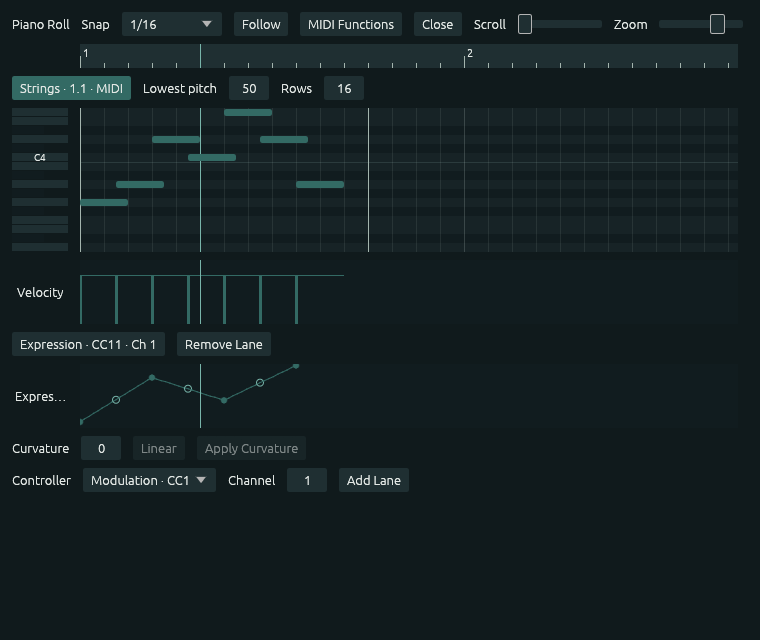 Piano Roll Snap 1/16 Follow MIDI Functions Close Scroll Zoom
1 2
Strings · 1.1 · MIDI Lowest pitch 50 Rows 16
C4
Velocity
Expression · CC11 · Ch 1 Remove Lane
Expres...
Curvature 0 Linear Apply Curvature
Controller Modulation · CC1 Channel 1 Add Lane